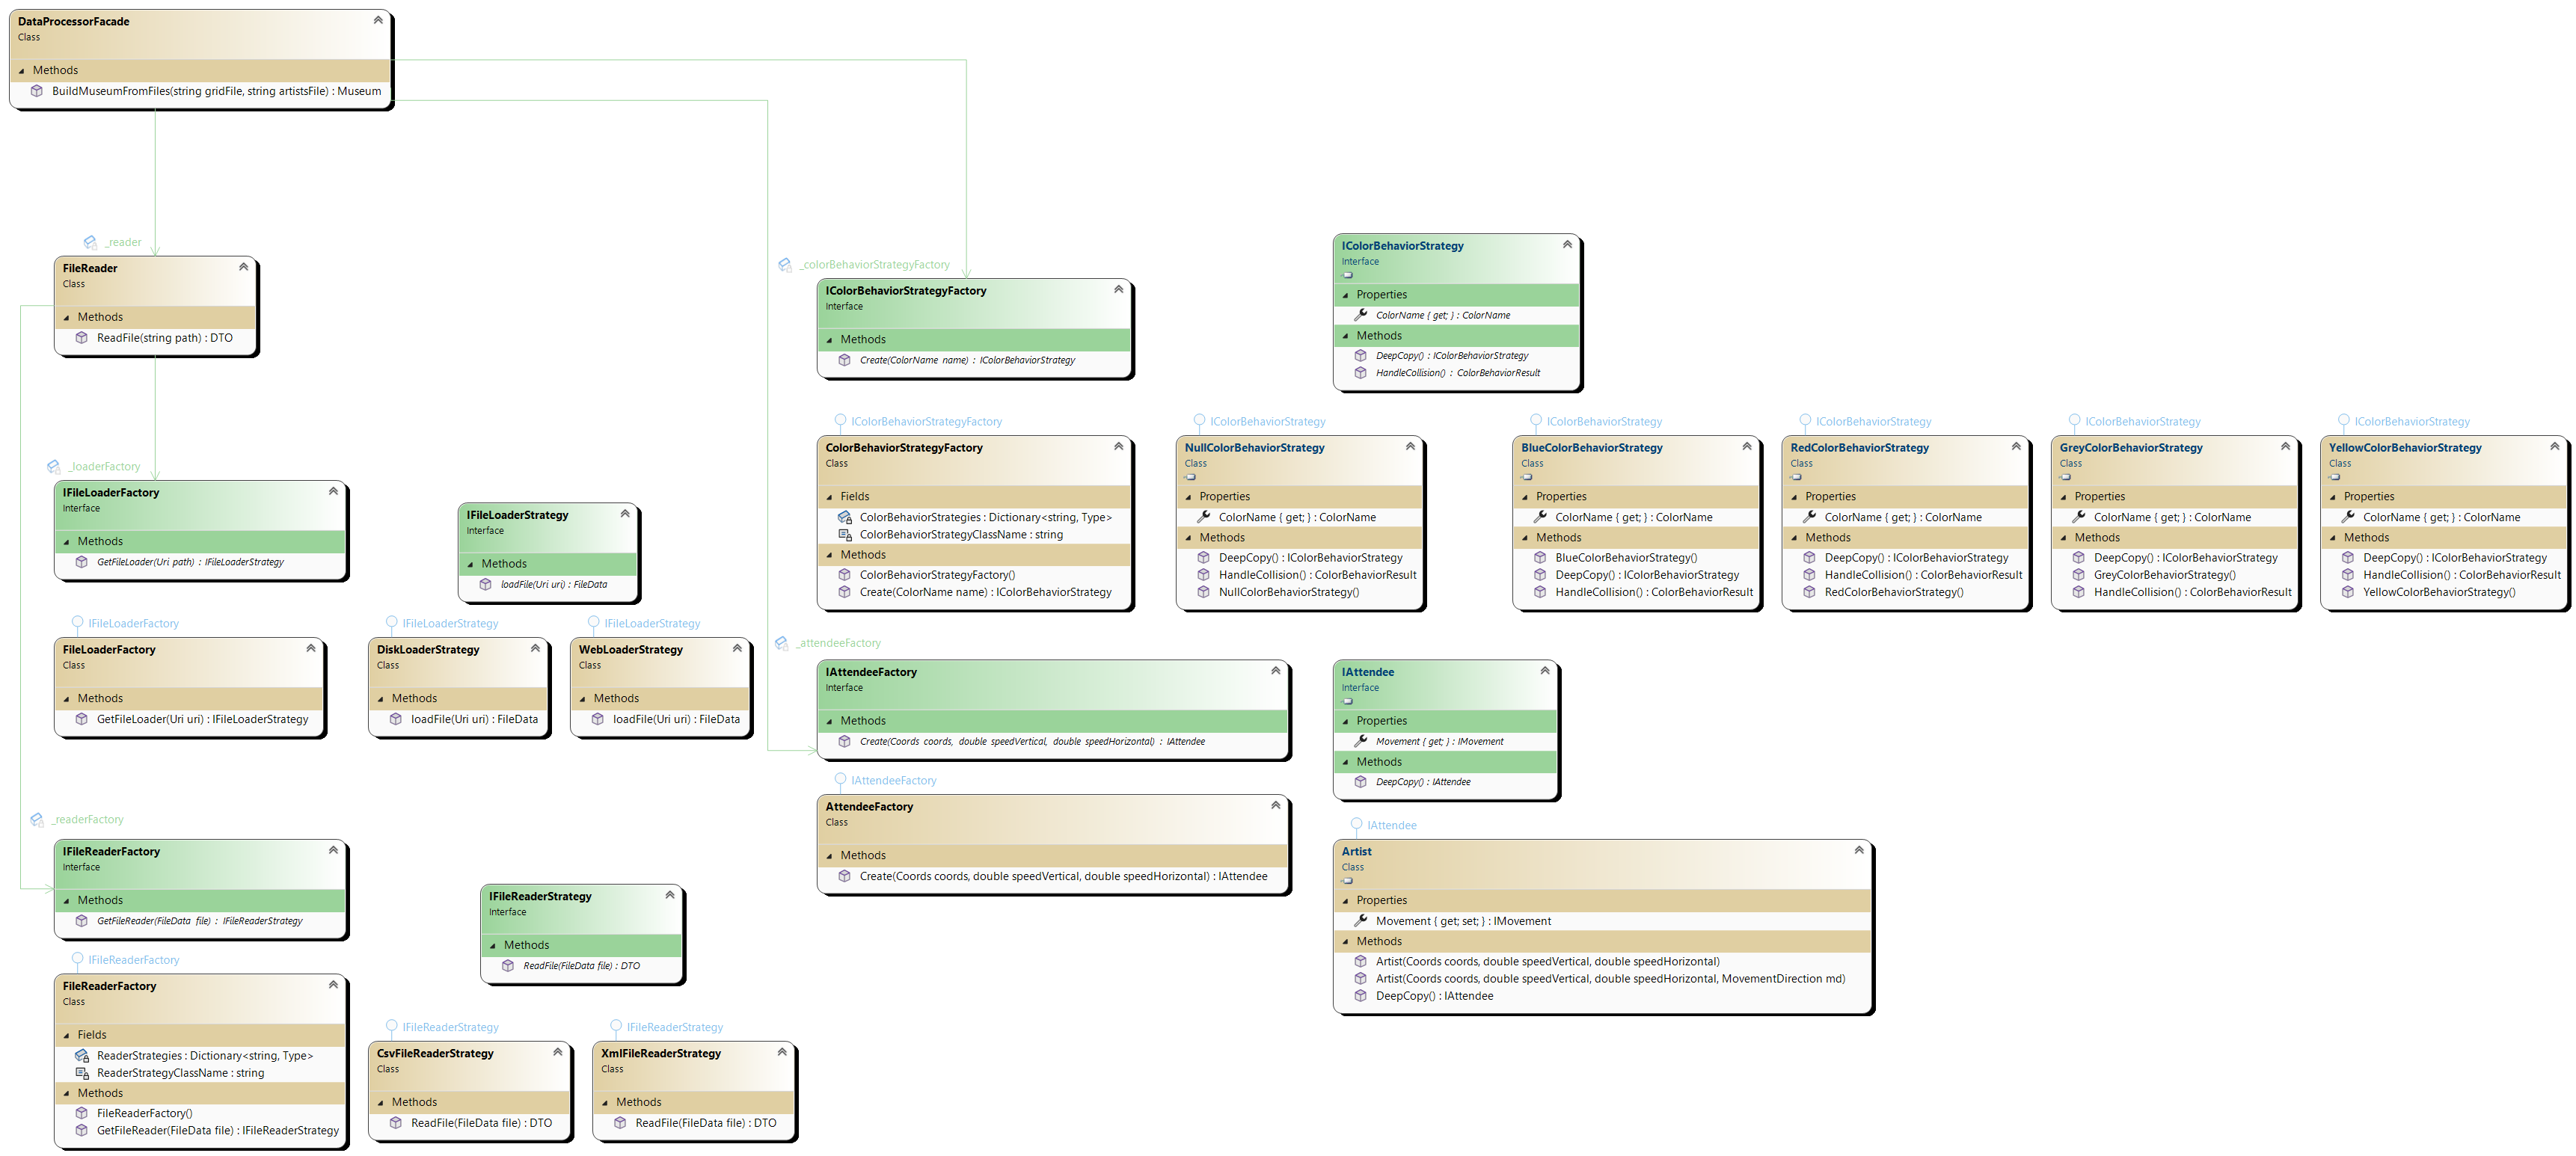 DataProcessorFacade
Class
Methods
BuildMuseumFromFiles(string gridFile, string artistsFile) : Museum
_reader
FileReader
Class
Methods
ReadFile(string path) : DTO
_loaderFactory
IFileLoaderFactory
Interface
Methods
GetFileLoader(Uri path) : IFileLoaderStrategy
IFileLoaderFactory
FileLoaderFactory
Class
Methods
GetFileLoader(Uri uri) : IFileLoaderStrategy
IFileLoaderStrategy
Interface
Methods
loadFile(Uri uri) : FileData
IFileLoaderStrategy
DiskLoaderStrategy
Class
Methods
loadFile(Uri uri) : FileData
IFileLoaderStrategy
WebLoaderStrategy
Class
Methods
loadFile(Uri uri) : FileData
_readerFactory
IFileReaderFactory
Interface
Methods
GetFileReader(FileData file) : IFileReaderStrategy
IFileReaderFactory
FileReaderFactory
Class
Fields
ReaderStrategies : Dictionary<string, Type>
ReaderStrategyClassName : string
Methods
FileReaderFactory()
GetFileReader(FileData file) : IFileReaderStrategy
IFileReaderStrategy
Interface
Methods
ReadFile(FileData file) : DTO
IFileReaderStrategy
CsvFileReaderStrategy
Class
Methods
ReadFile(FileData file) : DTO
IFileReaderStrategy
XmlFileReaderStrategy
Class
Methods
ReadFile(FileData file) : DTO
_colorBehaviorStrategyFactory
IColorBehaviorStrategyFactory
Interface
Methods
Create(ColorName name) : IColorBehaviorStrategy
IColorBehaviorStrategyFactory
ColorBehaviorStrategyFactory
Class
Fields
ColorBehaviorStrategies : Dictionary<string, Type>
ColorBehaviorStrategyClassName : string
Methods
ColorBehaviorStrategyFactory()
Create(ColorName name) : IColorBehaviorStrategy
IColorBehaviorStrategy
Interface
Properties
ColorName { get; } : ColorName
Methods
DeepCopy() : IColorBehaviorStrategy
HandleCollision() : ColorBehaviorResult
IColorBehaviorStrategy
NullColorBehaviorStrategy
Class
Properties
ColorName { get; } : ColorName
Methods
DeepCopy() : IColorBehaviorStrategy
HandleCollision() : ColorBehaviorResult
NullColorBehaviorStrategy()
IColorBehaviorStrategy
BlueColorBehaviorStrategy
Class
Properties
ColorName { get; } : ColorName
Methods
BlueColorBehaviorStrategy()
DeepCopy() : IColorBehaviorStrategy
HandleCollision() : ColorBehaviorResult
IColorBehaviorStrategy
RedColorBehaviorStrategy
Class
Properties
ColorName { get; } : ColorName
Methods
DeepCopy() : IColorBehaviorStrategy
HandleCollision() : ColorBehaviorResult
RedColorBehaviorStrategy()
IColorBehaviorStrategy
GreyColorBehaviorStrategy
Class
Properties
ColorName { get; } : ColorName
Methods
DeepCopy() : IColorBehaviorStrategy
GreyColorBehaviorStrategy()
HandleCollision() : ColorBehaviorResult
IColorBehaviorStrategy
YellowColorBehaviorStrategy
Class
Properties
ColorName { get; } : ColorName
Methods
DeepCopy() : IColorBehaviorStrategy
HandleCollision() : ColorBehaviorResult
YellowColorBehaviorStrategy()
_attendeeFactory
IAttendeeFactory
Interface
Methods
Create(Coords coords, double speedVertical, double speedHorizontal) : IAttendee
IAttendeeFactory
AttendeeFactory
Class
Methods
Create(Coords coords, double speedVertical, double speedHorizontal) : IAttendee
IAttendee
Interface
Properties
Movement { get; } : IMovement
Methods
DeepCopy() : IAttendee
IAttendee
Artist
Class
Properties
Movement { get; set; } : IMovement
Methods
Artist(Coords coords, double speedVertical, double speedHorizontal)
Artist(Coords coords, double speedVertical, double speedHorizontal, MovementDirection md)
DeepCopy() : IAttendee